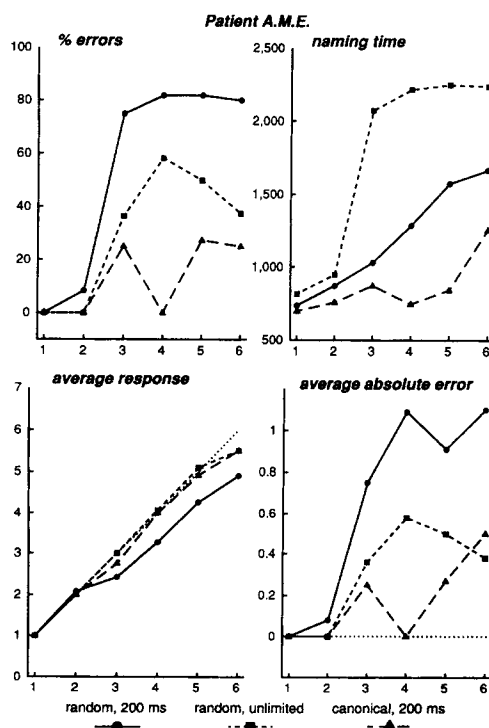 Patient A.M.E.
% errors
naming time
100
80
60
40
20
0
1 2 3 4 5 6
2,500
2,000
1,500
1,000
500
1 2 3 4 5 6
average response
average absolute error
7
6
5
4
3
2
1
0
1 2 3 4 5 6
1
0.8
0.6
0.4
0.2
0
1 2 3 4 5 6
random, 200 ms random, unlimited canonical, 200 ms